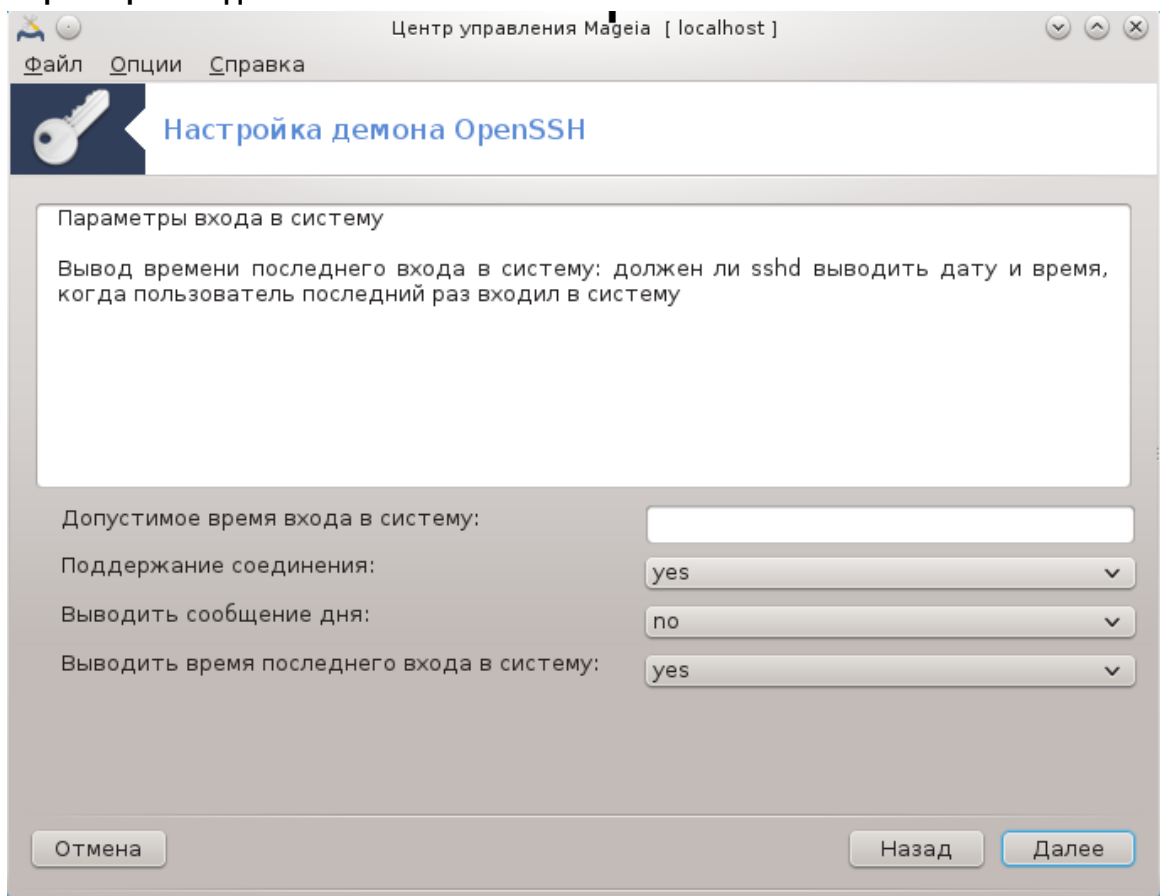 Центр управления Mageia [ localhost ]
Файл Опции Справка
Настройка демона OpenSSH
Параметры входа в систему
Вывод времени последнего входа в систему: должен ли sshd выводить дату и время,
когда пользователь последний раз входил в систему
Допустимое время входа в систему:
Поддержание соединения: yes
Выводить сообщение дня: no
Выводить время последнего входа в систему: yes
Отмена Назад Далее